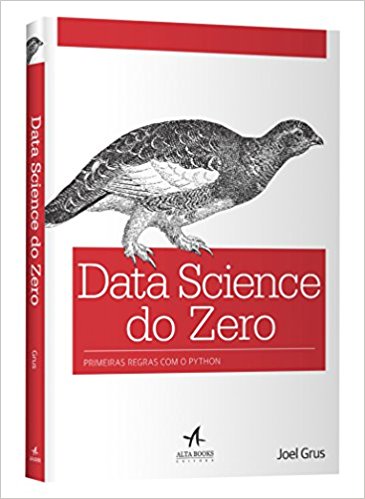 Data Science do Zero
Grus
Data Science
do Zero
PRIMEIRAS REGRAS COM O PYTHON
ALTA BOOKS
EDITORA
Joel Grus